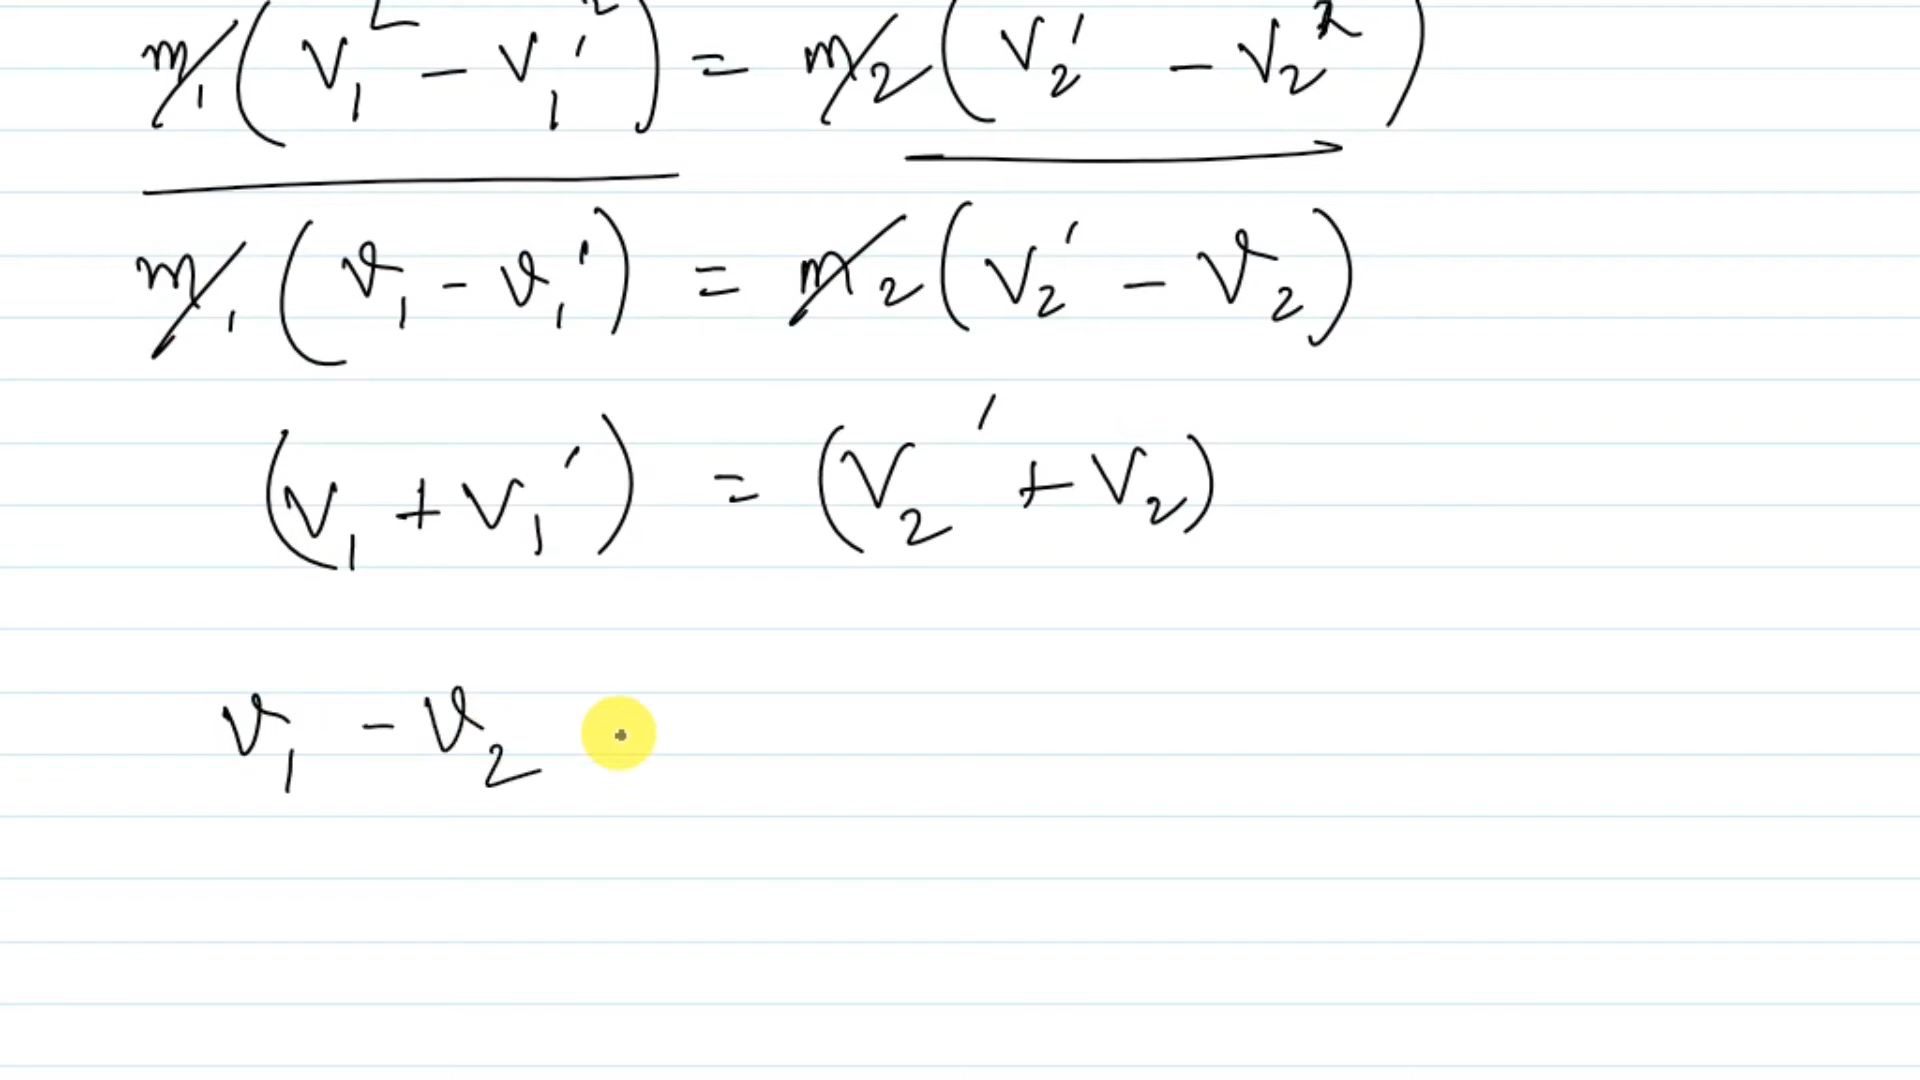 m₁(v₁² − v₁'²) = m₂(v₂' − v₂²)
m₁(v₁ − v₁') = m₂(v₂' − v₂)
(v₁ + v₁') = (v₂' + v₂)
v₁ − v₂